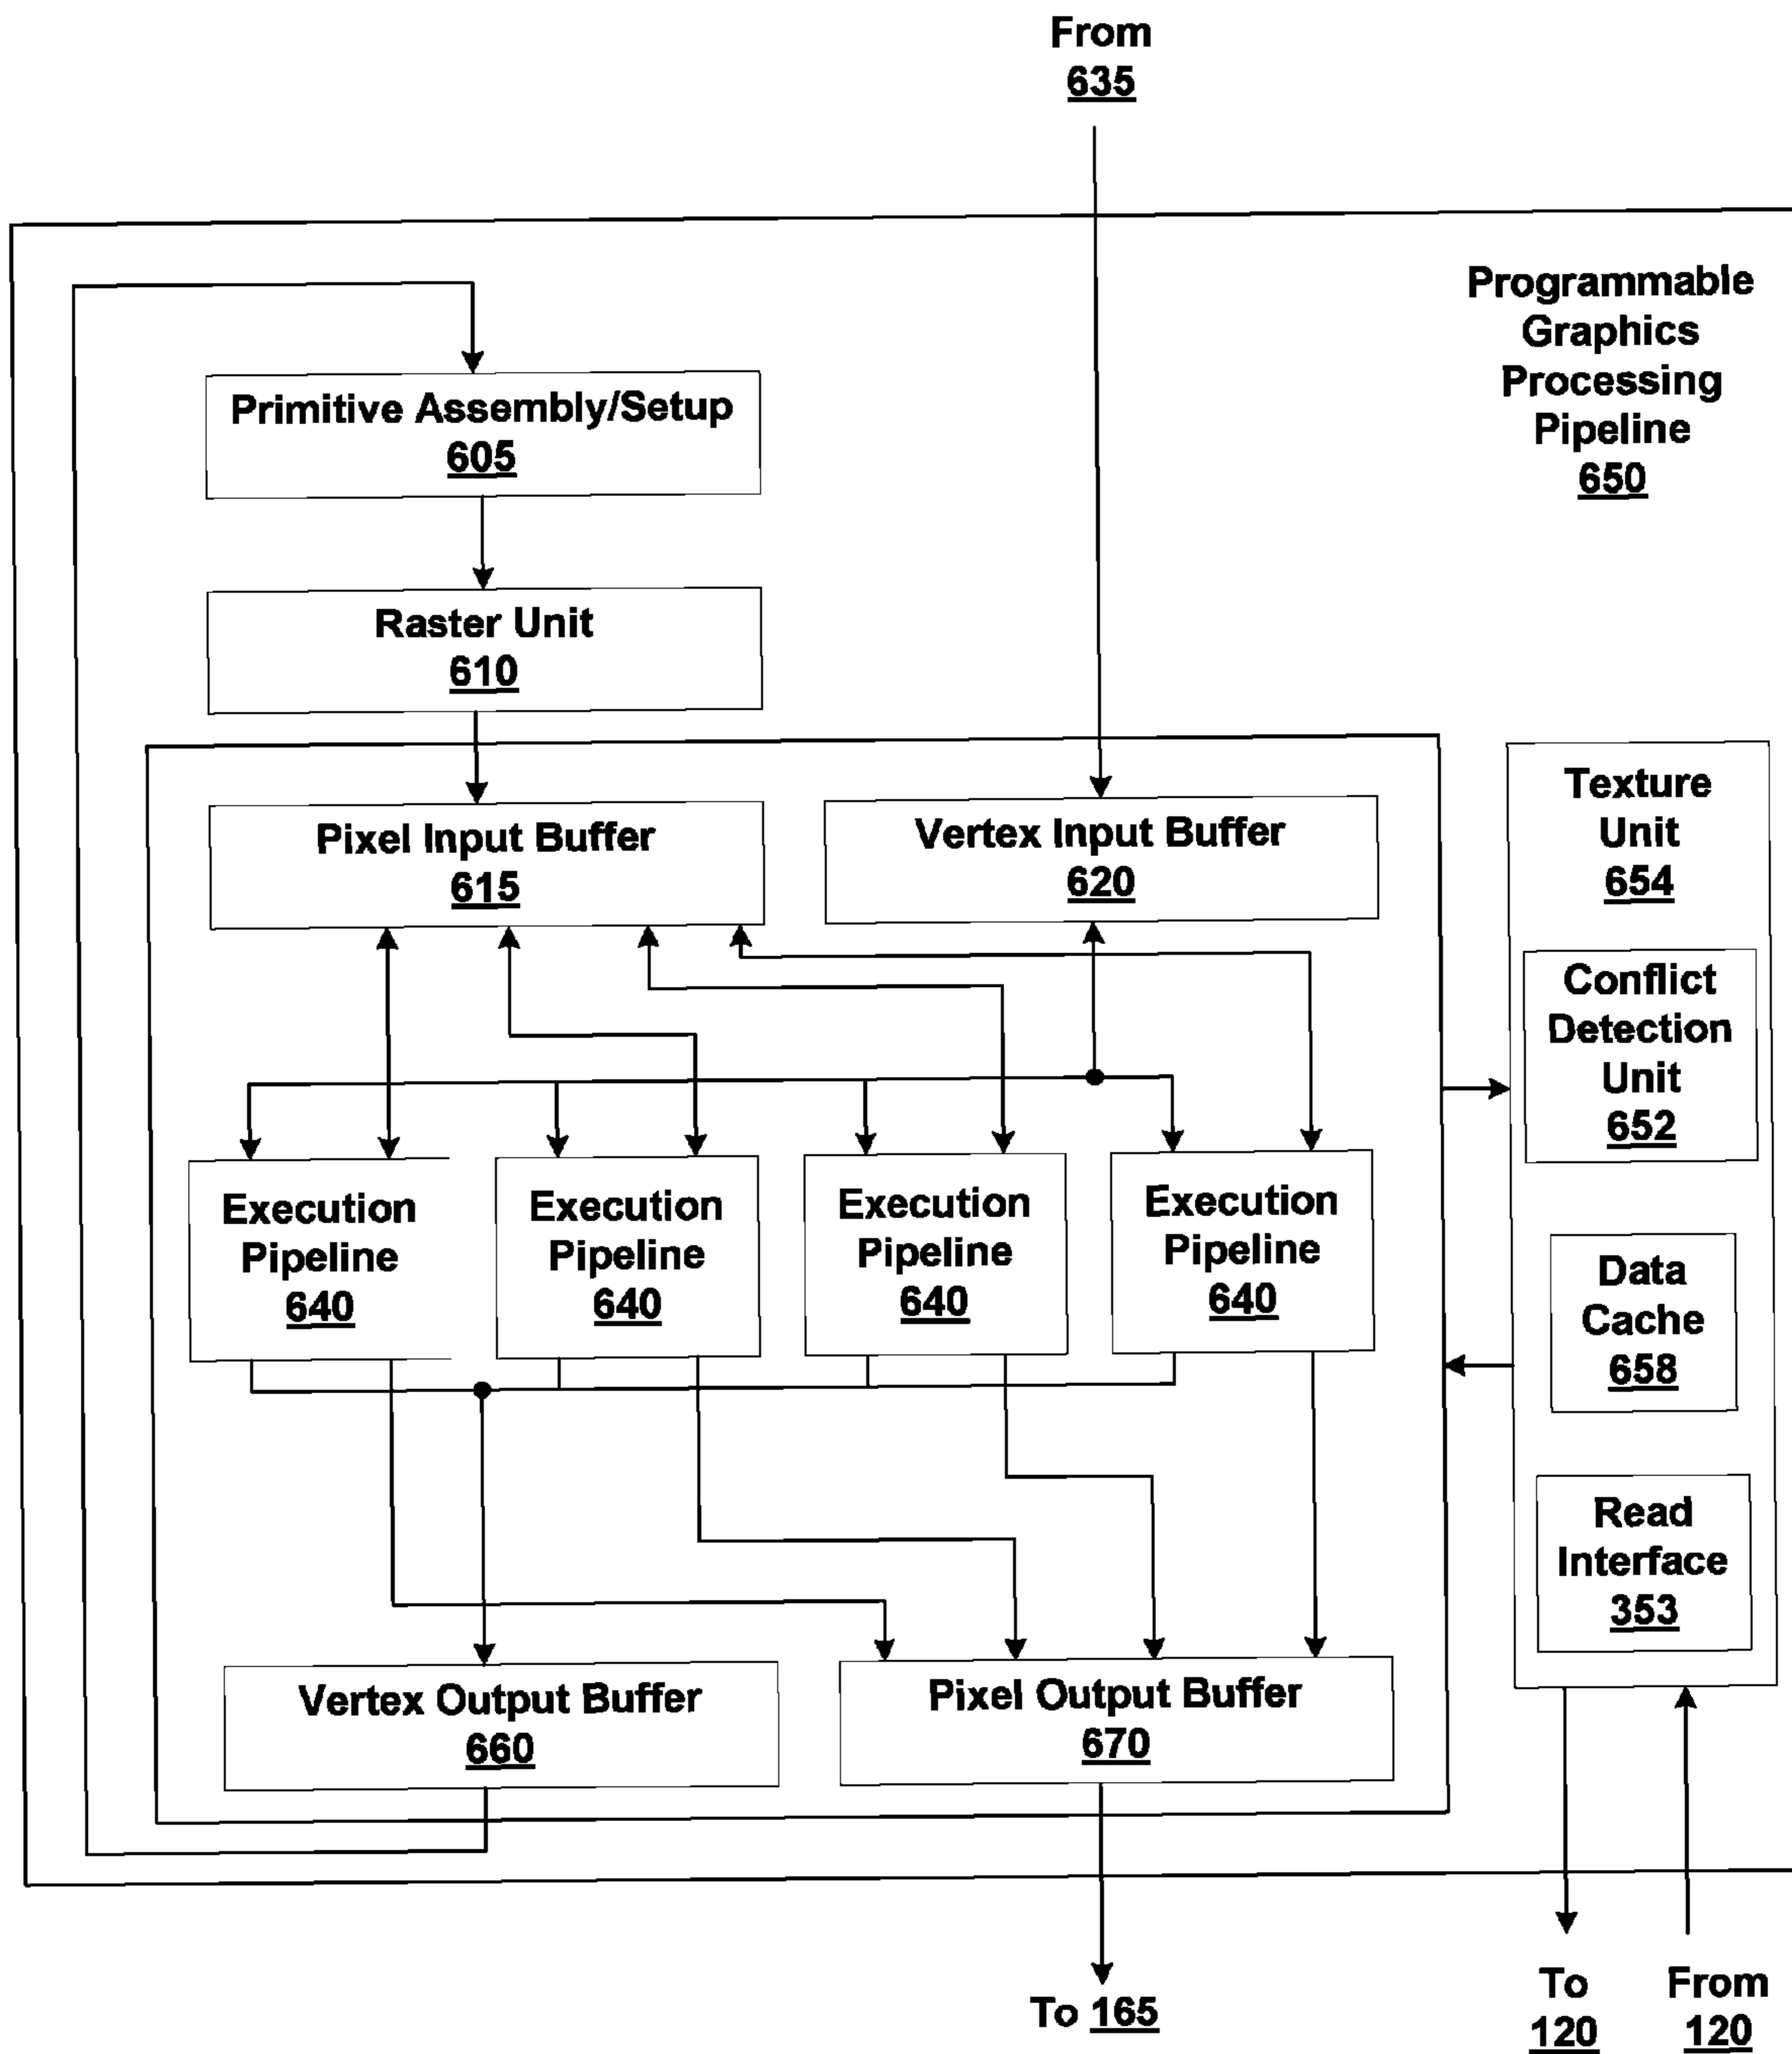 From
635
Programmable
Graphics
Processing
Pipeline
650
Primitive Assembly/Setup
605
Raster Unit
610
Pixel Input Buffer
615
Vertex Input Buffer
620
Texture
Unit
654
Conflict
Detection
Unit
652
Execution
Pipeline
640
Execution
Pipeline
640
Execution
Pipeline
640
Execution
Pipeline
640
Data
Cache
658
Read
Interface
353
Vertex Output Buffer
660
Pixel Output Buffer
670
To 165
To
120
From
120